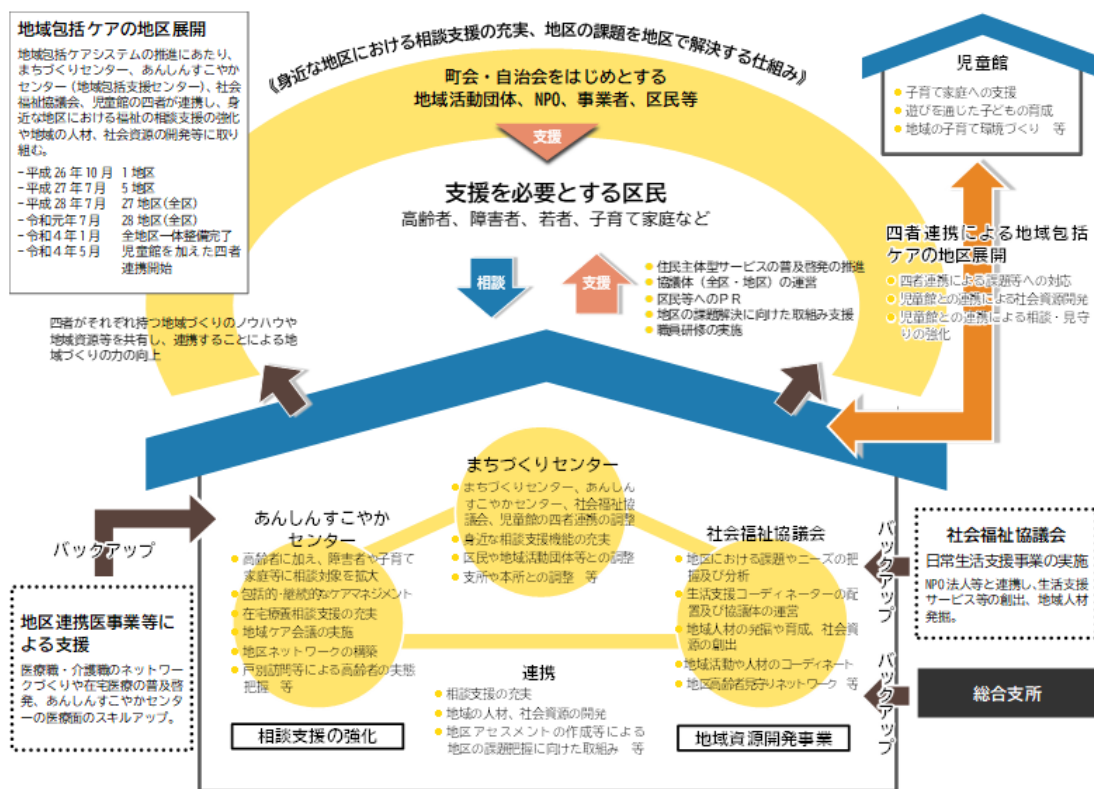 地域包括ケアの地区展開
地域包括ケアシステムの推進にあたり、
まちづくりセンター、あんしんすこやか
センター（地域包括支援センター）、社会
福祉協議会、児童館の四者が連携し、身
近な地区における福祉の相談支援の強化
や地域の人材、社会資源の開発等に取り
組む。
-平成26年10月 1地区
-平成27年7月 5地区
-平成28年7月 27地区(全区)
-令和元年7月 28地区(全区)
-令和4年1月 全地区一体整備完了
-令和4年5月 児童館を加えた四者
連携開始
《身近な地区における相談支援の充実、地区の課題を地区で解決する仕組み》
町会・自治会をはじめとする
地域活動団体、NPO、事業者、区民等
支援
支援を必要とする区民
高齢者、障害者、若者、子育て家庭など
相談
支援
住民主体型サービスの普及啓発の推進
協議体（全区・地区）の運営
区民等へのPR
地区の課題解決に向けた取組み支援
職員研修の実施
児童館
子育て家庭への支援
遊びを通じた子どもの育成
地域の子育て環境づくり 等
四者連携による地域包括
ケアの地区展開
四者連携による課題等への対応
児童館との連携による社会資源開発
児童館との連携による相談・見守
りの強化
四者がそれぞれ持つ地域づくりのノウハウや
地域資源等を共有し、連携することによる地
域づくりの力の向上
まちづくりセンター
まちづくりセンター、あんしん
すこやかセンター、社会福祉協
議会、児童館の四者連携の調整
身近な相談支援機能の充実
区民や地域活動団体等との調整
支所や本所との調整 等
あんしんすこやか
センター
高齢者に加え、障害者や子育て
家庭等に相談対象を拡大
包括的・継続的なケアマネジメント
在宅療養相談支援の充実
地域ケア会議の実施
地区ネットワークの構築
戸別訪問等による高齢者の実態
把握 等
相談支援の強化
社会福祉協議会
地区における課題やニーズの把
握及び分析
生活支援コーディネーターの配
置及び協議体の運営
地域人材の発掘や育成、社会資
源の創出
地域活動や人材のコーディネート
地区高齢者見守りネットワーク 等
地域資源開発事業
連携
相談支援の充実
地域の人材、社会資源の開発
地区アセスメントの作成等による
地区の課題把握に向けた取組み 等
バックアップ
地区連携医事業等に
よる支援
医療職・介護職のネットワー
クづくりや在宅医療の普及啓
発、あんしんすこやかセンタ
ーの医療面のスキルアップ。
バックアップ
社会福祉協議会
日常生活支援事業の実施
NPO法人等と連携し、生活支援
サービス等の創出、地域人材
発掘。
バックアップ
総合支所